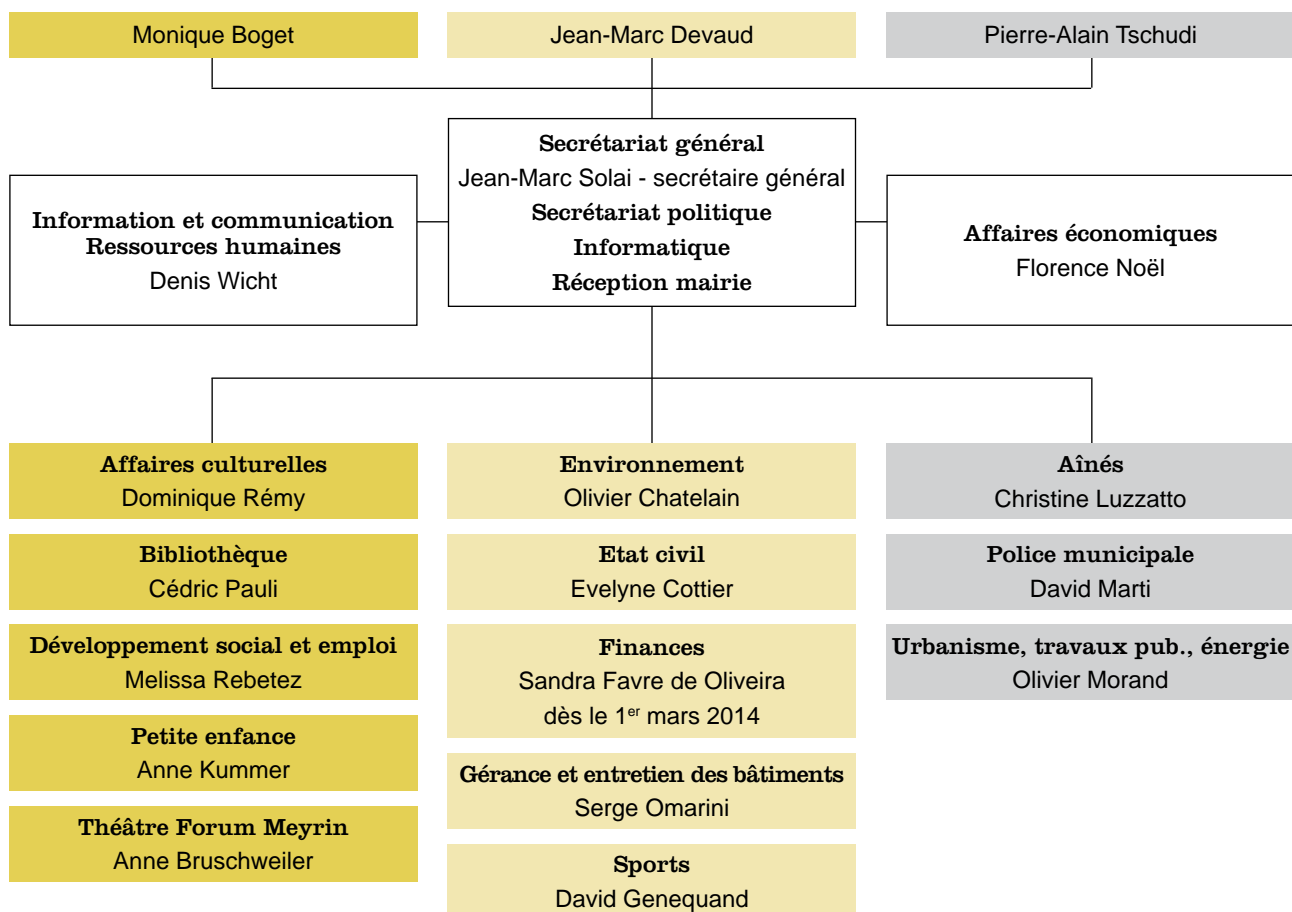 Monique Boget
Jean-Marc Devaud
Pierre-Alain Tschudi
Secrétariat général
Jean-Marc Solai - secrétaire général
Secrétariat politique
Informatique
Réception mairie
Information et communication
Ressources humaines
Denis Wicht
Affaires économiques
Florence Noël
Affaires culturelles
Dominique Rémy
Bibliothèque
Cédric Pauli
Développement social et emploi
Melissa Rebetez
Petite enfance
Anne Kummer
Théâtre Forum Meyrin
Anne Bruschweiler
Environnement
Olivier Chatelain
Etat civil
Evelyne Cottier
Finances
Sandra Favre de Oliveira
dès le 1er mars 2014
Gérance et entretien des bâtiments
Serge Omarini
Sports
David Genequand
Aînés
Christine Luzzatto
Police municipale
David Marti
Urbanisme, travaux pub., énergie
Olivier Morand